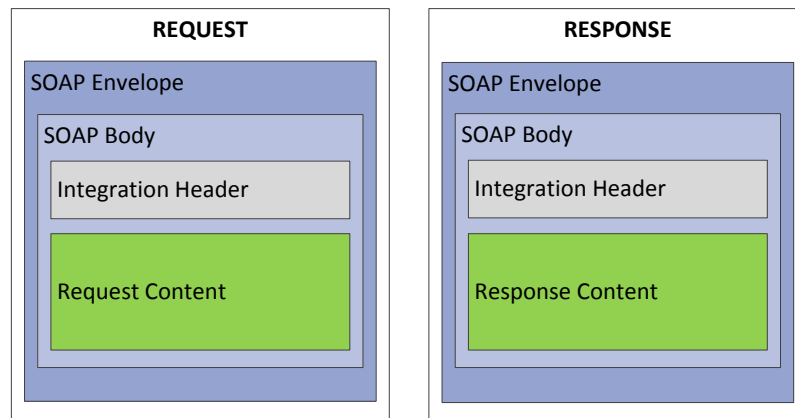 REQUEST
SOAP Envelope
SOAP Body
Integration Header
Request Content
RESPONSE
SOAP Envelope
SOAP Body
Integration Header
Response Content